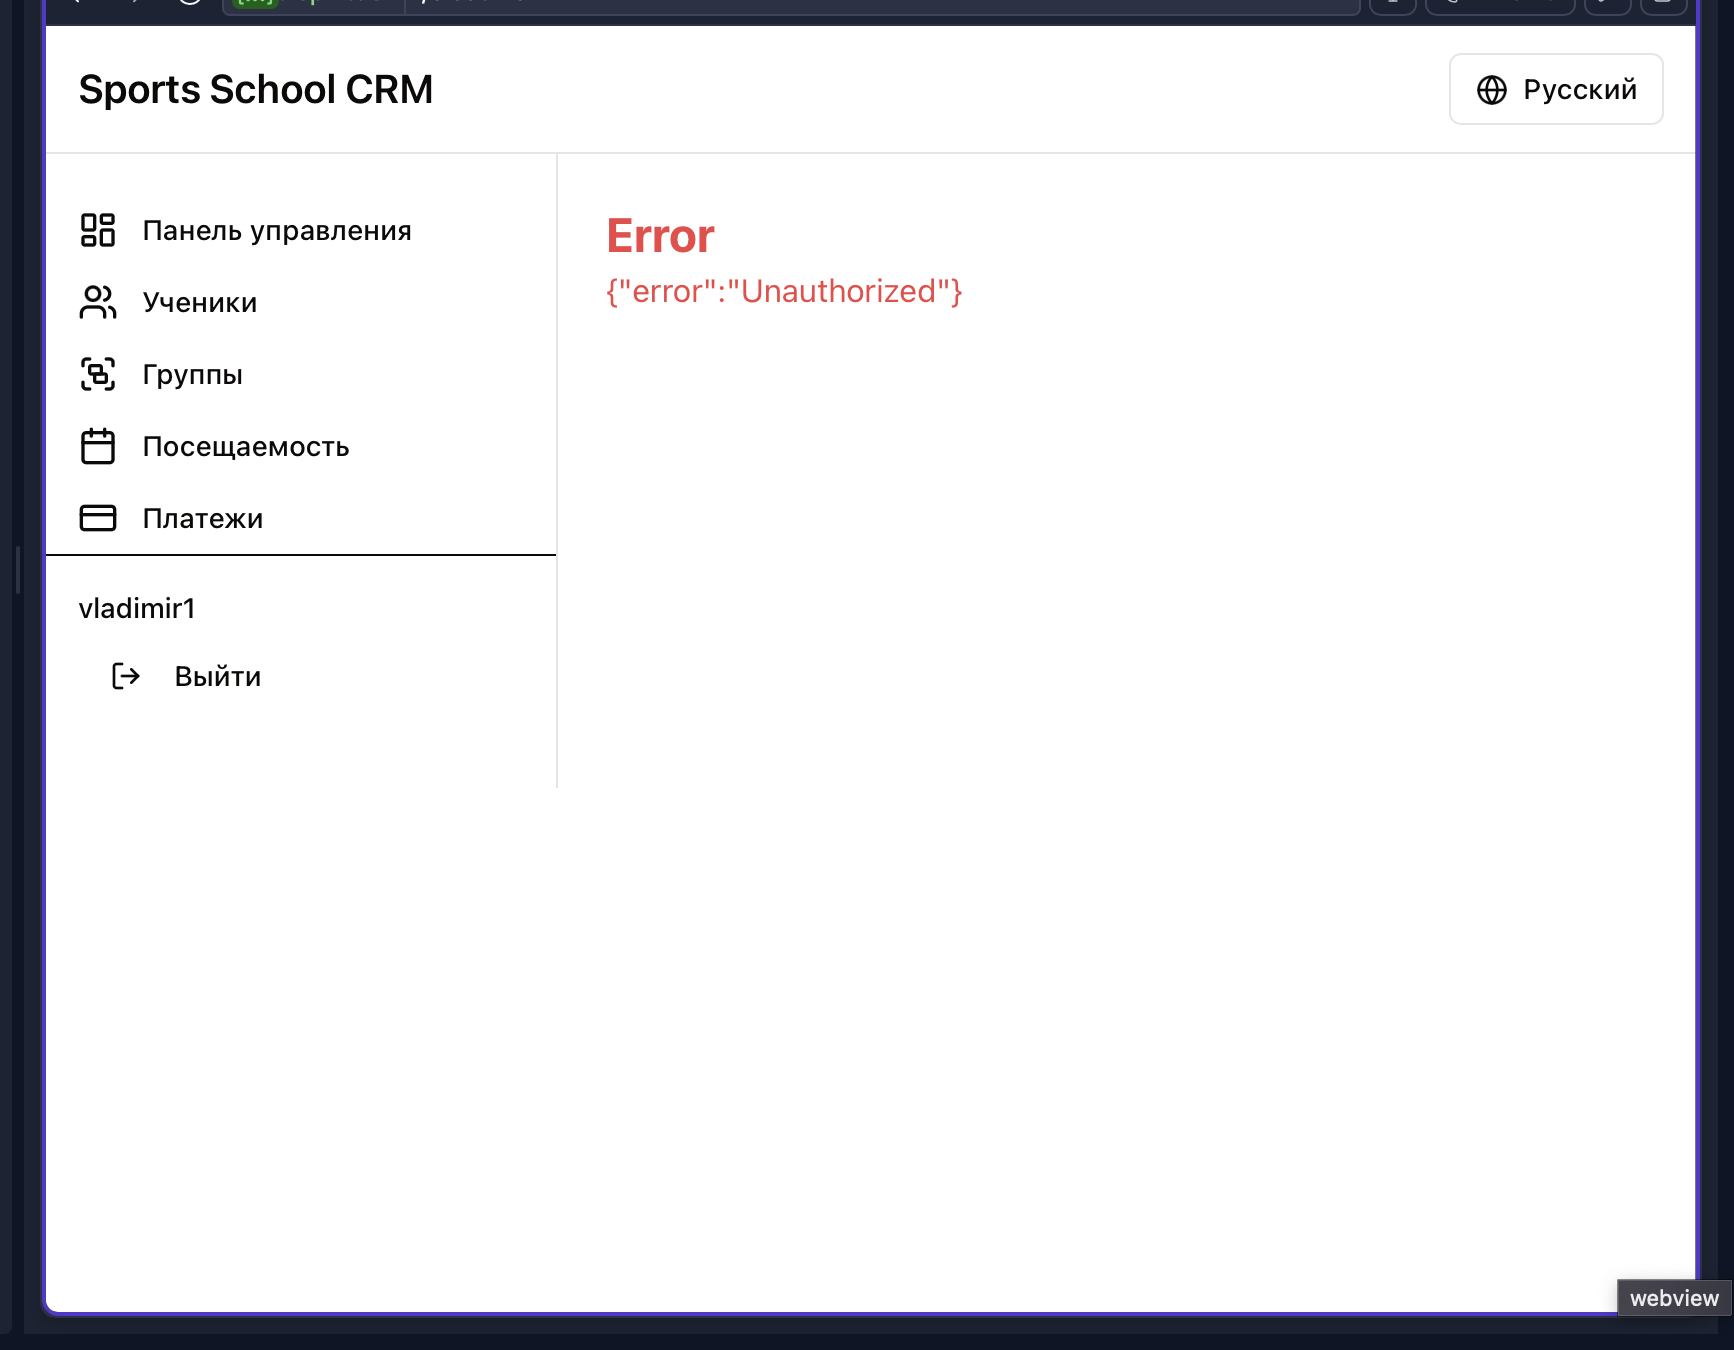 Sports School CRM
Русский
Панель управления
Ученики
Группы
Посещаемость
Платежи
vladimir1
Выйти
Error
{"error":"Unauthorized"}
webview